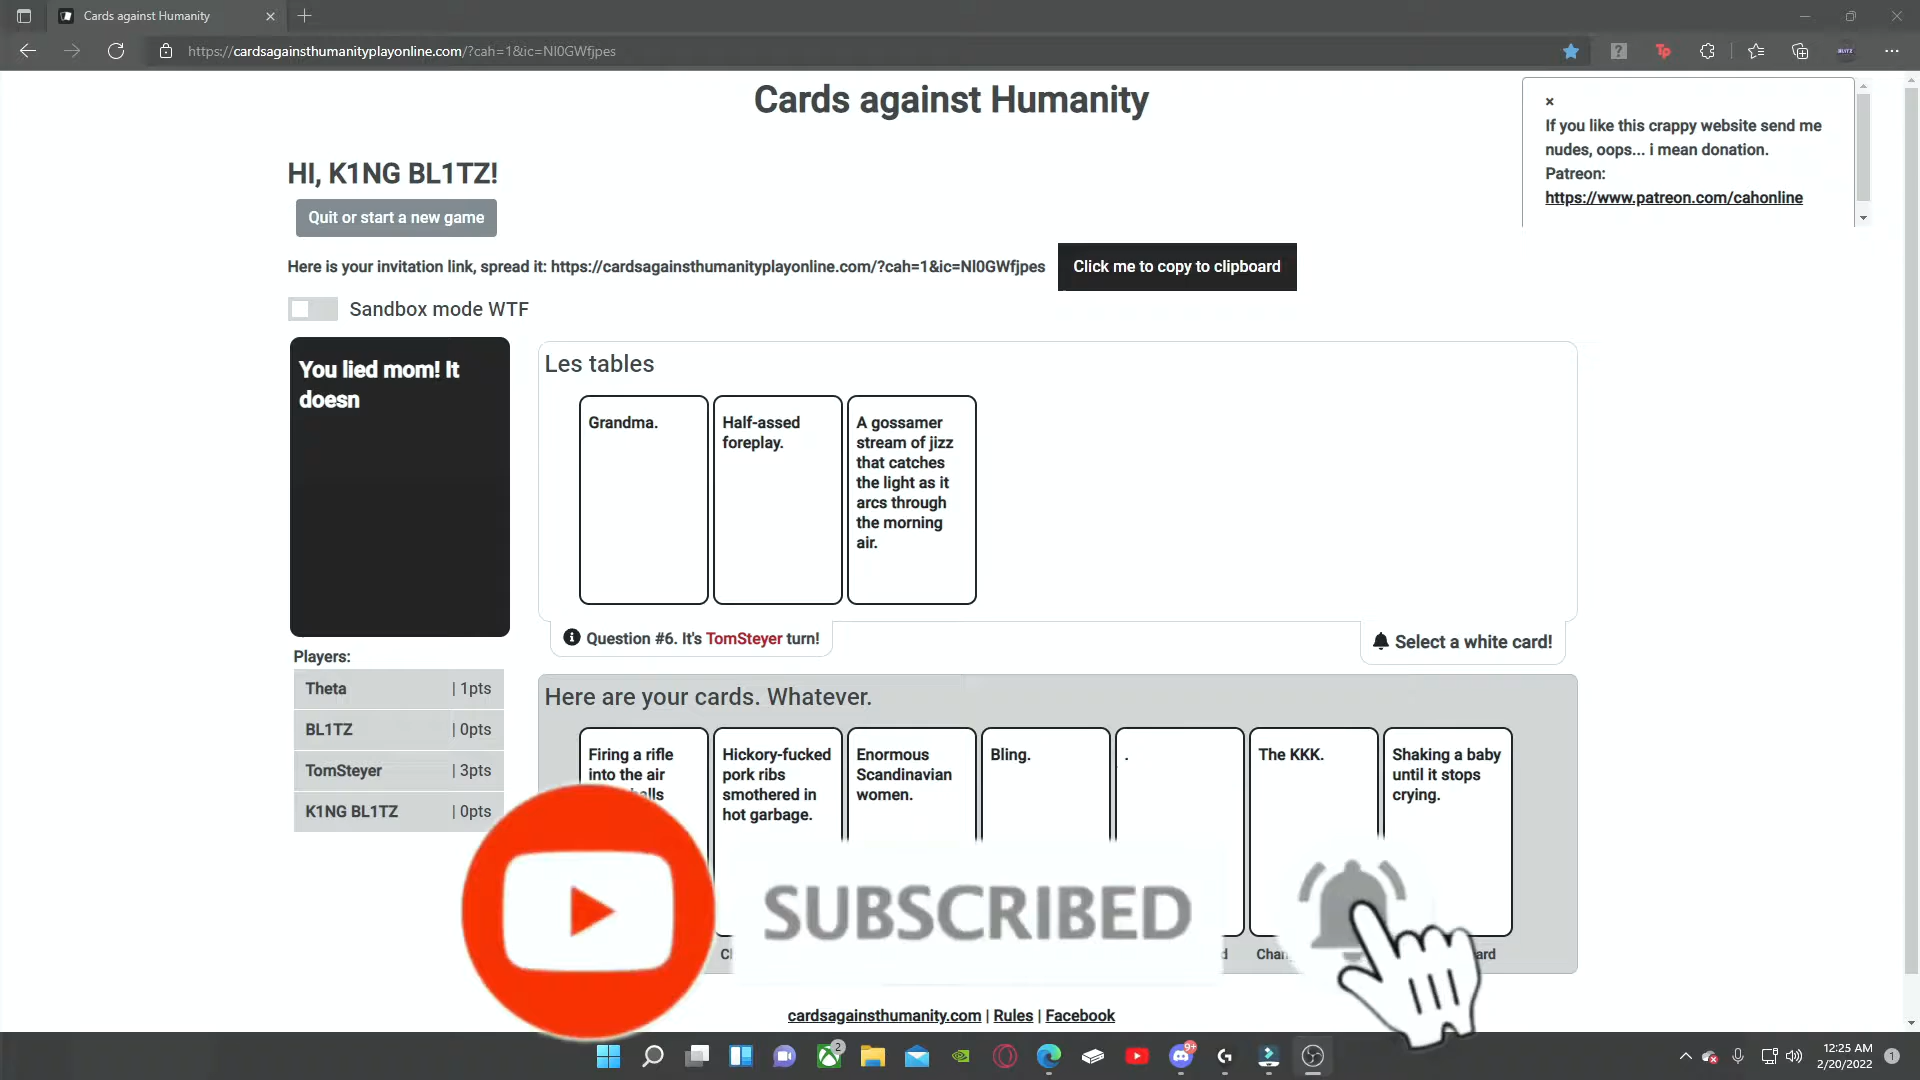 Cards against Humanity
https://cardsagainsthumanityplayonline.com/?cah=1&ic=Nl0GWfjpes
Cards against Humanity
×
If you like this crappy website send me
nudes, oops... i mean donation.
Patreon:
https://www.patreon.com/cahonline
HI, K1NG BL1TZ!
Quit or start a new game
Here is your invitation link, spread it: https://cardsagainsthumanityplayonline.com/?cah=1&ic=Nl0GWfjpes
Click me to copy to clipboard
Sandbox mode WTF
You lied mom! It
doesn
Les tables
Grandma.
Half-assed
foreplay.
A gossamer
stream of jizz
that catches
the light as it
arcs through
the morning
air.
Question #6. It's TomSteyer turn!
Select a white card!
Players:
Theta | 1pts
BL1TZ | 0pts
TomSteyer | 3pts
K1NG BL1TZ | 0pts
Here are your cards. Whatever.
Firing a rifle
into the air
Hickory-fucked
pork ribs
smothered in
hot garbage.
Enormous
Scandinavian
women.
Bling.
.
The KKK.
Shaking a baby
until it stops
crying.
SUBSCRIBED
cardsagainsthumanity.com | Rules | Facebook
2
9+
12:25 AM
2/20/2022
1